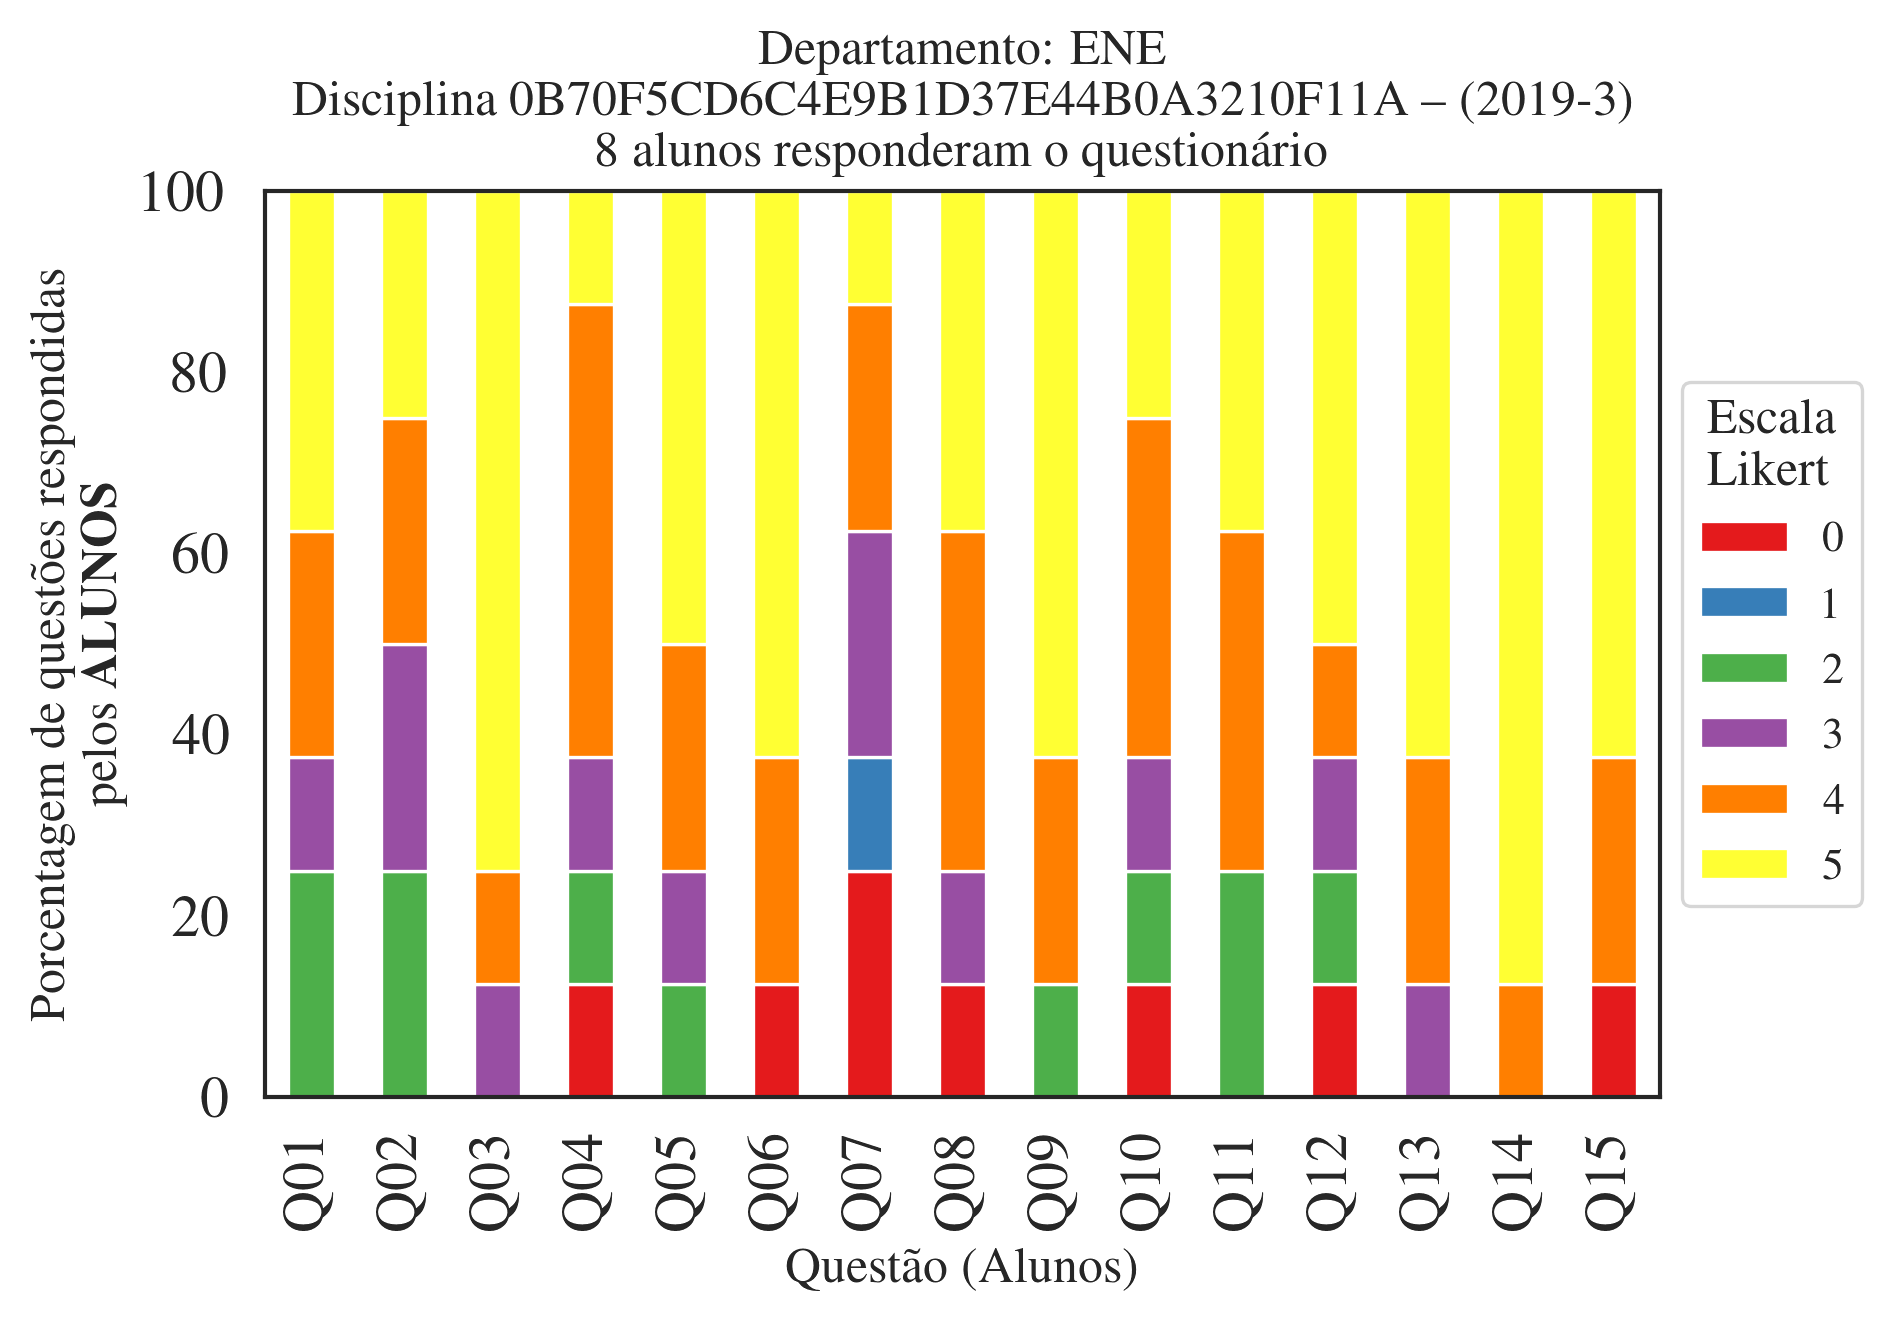 Departamento: ENE
Disciplina 0B70F5CD6C4E9B1D37E44B0A3210F11A – (2019-3)
8 alunos responderam o questionário
Porcentagem de questões respondidas
pelos ALUNOS
100
80
60
40
20
0
Q01
Q02
Q03
Q04
Q05
Q06
Q07
Q08
Q09
Q10
Q11
Q12
Q13
Q14
Q15
Questão (Alunos)
Escala
Likert
0
1
2
3
4
5